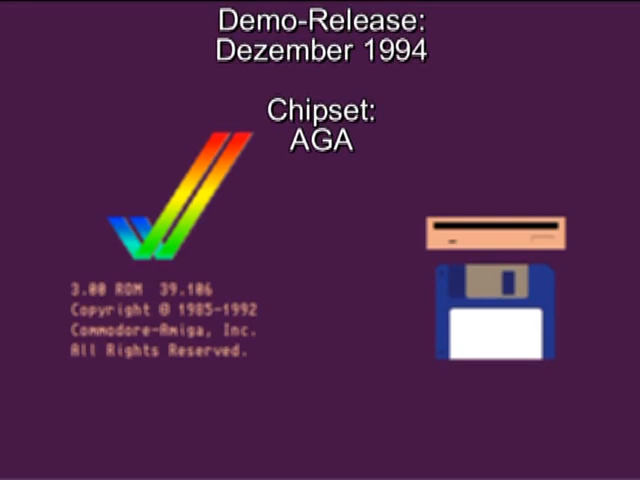 Demo-Release:
Dezember 1994
Chipset:
AGA
3.00 ROM 39.106
Copyright © 1985-1992
Commodore-Amiga, Inc.
All Rights Reserved.